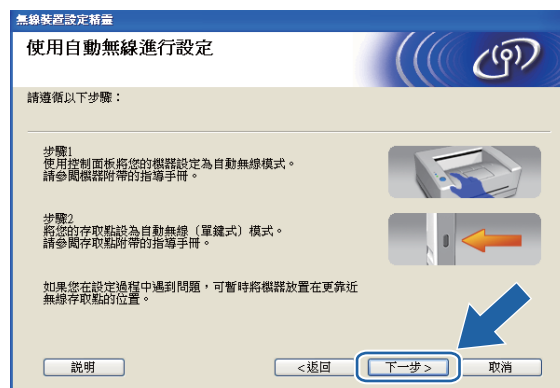 無線裝置設定精靈
使用自動無線進行設定
請遵循以下步驟：
步驟1
使用控制面板將您的機器設定為自動無線模式。
請參閱機器附帶的指導手冊。
步驟2
將您的存取點設為自動無線（單鍵式）模式。
請參閱存取點附帶的指導手冊。
如果您在設定過程中遇到問題，可暫時將機器放置在更靠近
無線存取點的位置。
說明
<返回
下一步>
取消